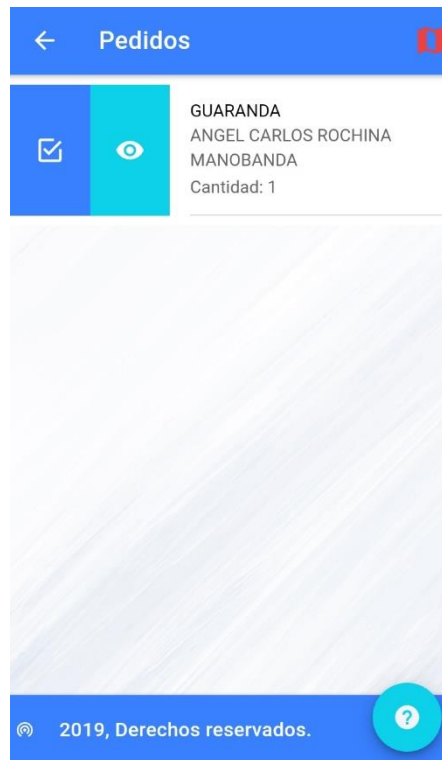 Pedidos
GUARANDA
ANGEL CARLOS ROCHINA
MANOBANDA
Cantidad: 1
2019, Derechos reservados.
?